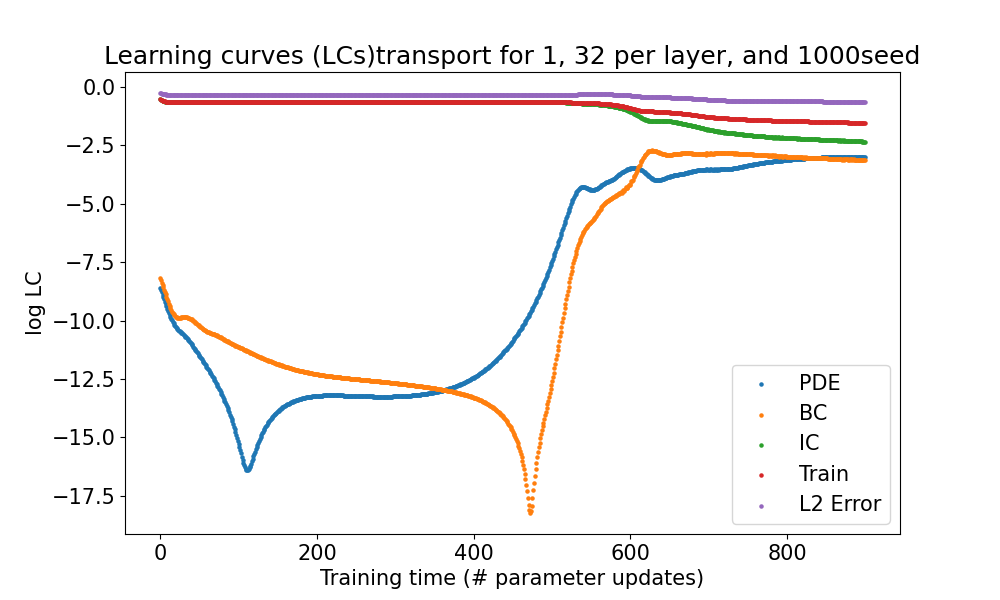 Learning curves (LCs)transport for 1, 32 per layer, and 1000seed
0.0
−2.5
−5.0
−7.5
−10.0
−12.5
−15.0
−17.5
log LC
PDE
BC
IC
Train
L2 Error
0 200 400 600 800
Training time (# parameter updates)